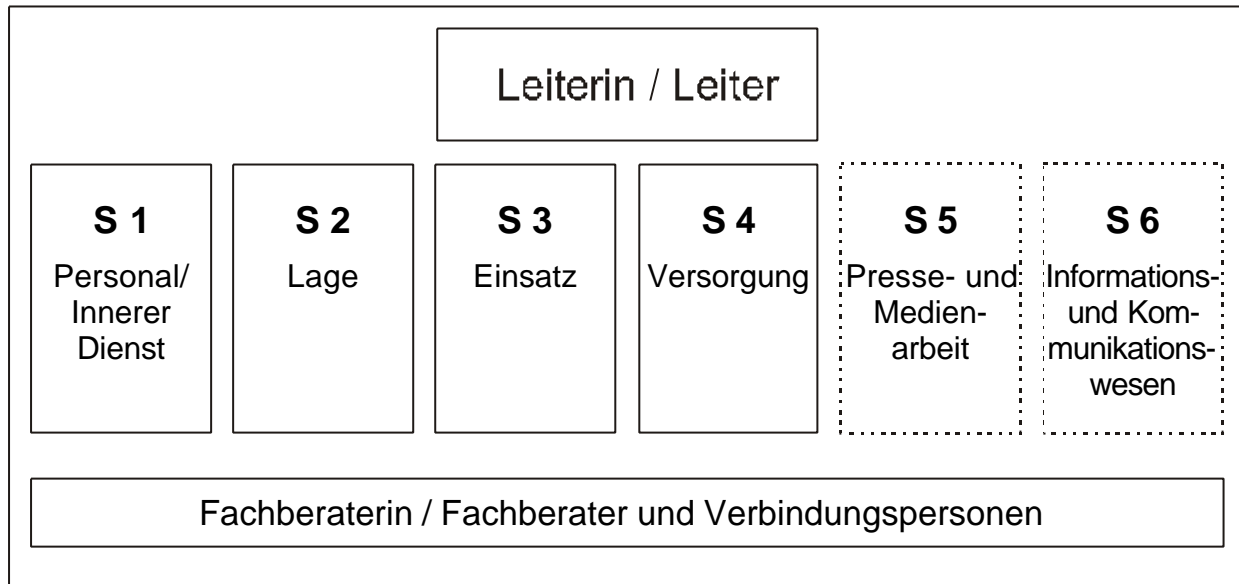 Leiterin / Leiter
S 1
Personal/
Innerer
Dienst
S 2
Lage
S 3
Einsatz
S 4
Versorgung
S 5
Presse- und
Medien-
arbeit
S 6
Informations-
und Kom-
munikations-
wesen
Fachberaterin / Fachberater und Verbindungspersonen